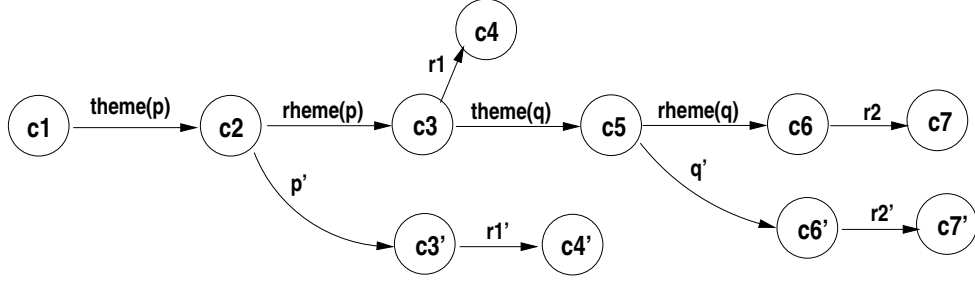 c4
r1
theme(p)
rheme(p)
theme(q)
rheme(q)
r2
c1
c2
c3
c5
c6
c7
p'
q'
r1'
r2'
c3'
c4'
c6'
c7'